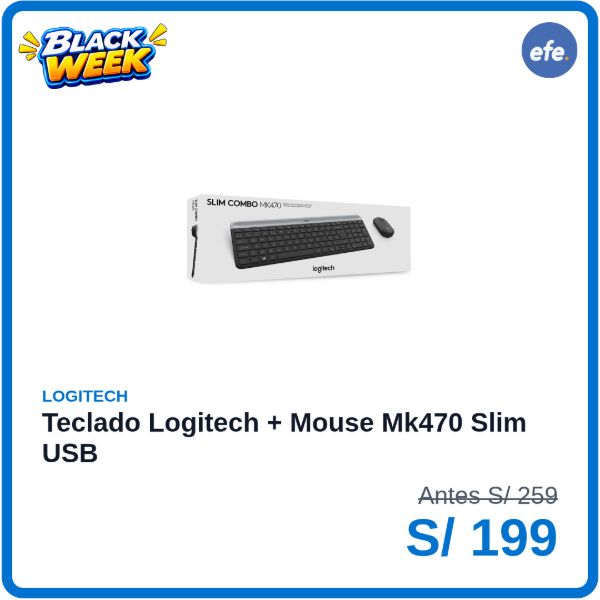 BLACK
WEEK
efe.
SLIM COMBO MK470
logitech
LOGITECH
Teclado Logitech + Mouse Mk470 Slim
USB
Antes S/ 259
S/ 199